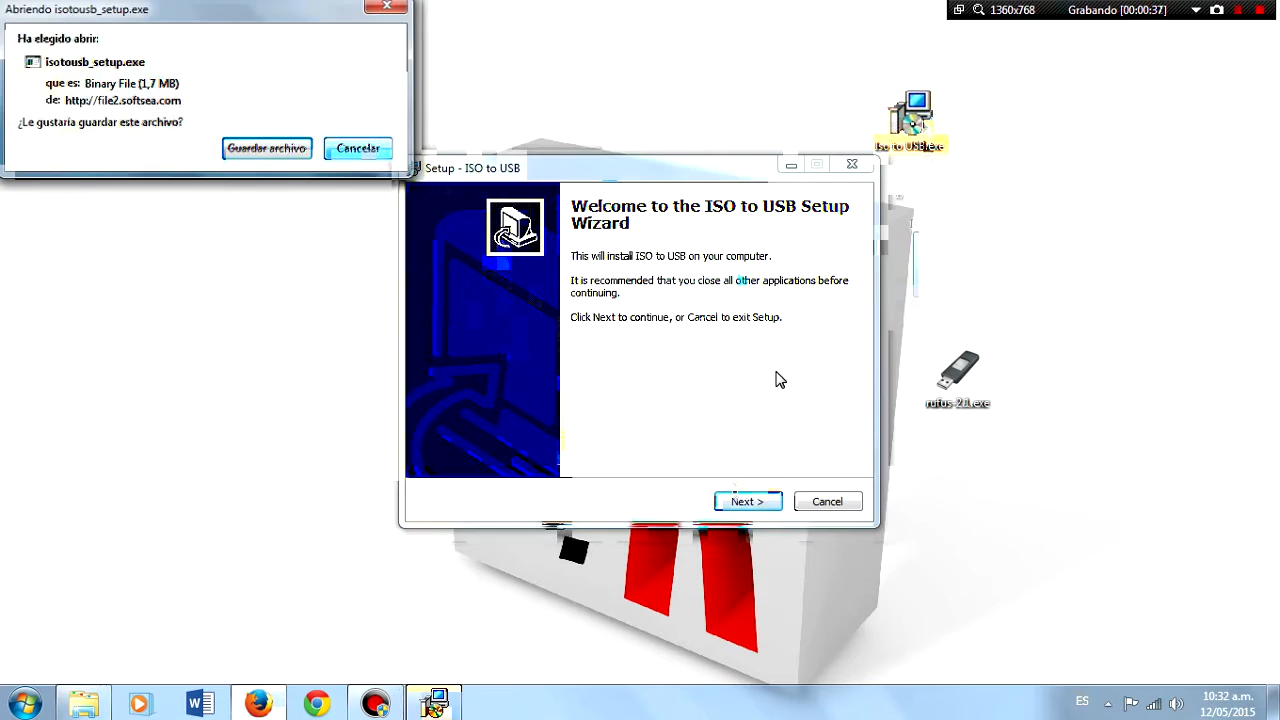 Abriendo isotousb_setup.exe
Ha elegido abrir:
isotousb_setup.exe
que es: Binary File (1,7 MB)
de: http://file2.softsea.com
¿Le gustaría guardar este archivo?
Guardar archivo
Cancelar
1360x768
Grabando [00:00:37]
Iso to USB.exe
Setup - ISO to USB
Welcome to the ISO to USB Setup
Wizard
This will install ISO to USB on your computer.
It is recommended that you close all other applications before
continuing.
Click Next to continue, or Cancel to exit Setup.
Next >
Cancel
rufus-2.1.exe
ES
10:32 a.m.
12/05/2015